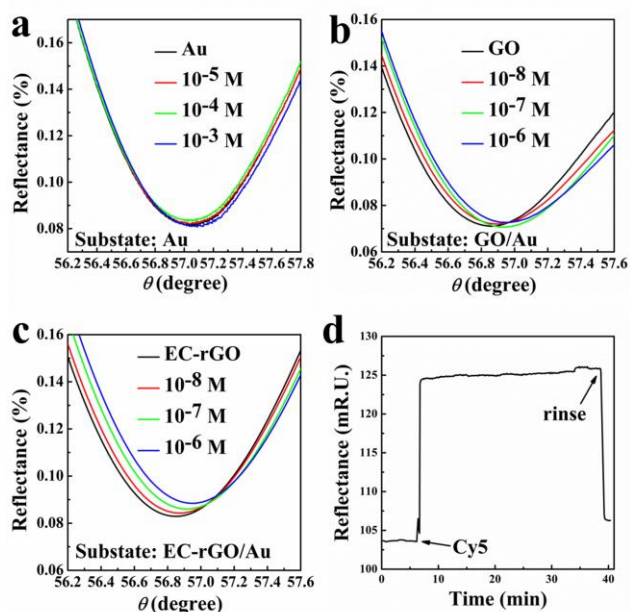 a
Au
10⁻⁵ M
10⁻⁴ M
10⁻³ M
Substate: Au
Reflectance (%)
0.16
0.14
0.12
0.10
0.08
56.2 56.4 56.6 56.8 57.0 57.2 57.4 57.6 57.8
θ (degree)
b
GO
10⁻⁸ M
10⁻⁷ M
10⁻⁶ M
Substate: GO/Au
Reflectance (%)
0.16
0.14
0.12
0.10
0.08
0.06
56.2 56.4 56.6 56.8 57.0 57.2 57.4 57.6
θ (degree)
c
EC-rGO
10⁻⁸ M
10⁻⁷ M
10⁻⁶ M
Substate: EC-rGO/Au
Reflectance (%)
0.16
0.14
0.12
0.10
0.08
0.06
56.2 56.4 56.6 56.8 57.0 57.2 57.4 57.6
θ (degree)
d
rinse
Cy5
Reflectance (mR.U.)
130
125
120
115
110
105
100
0 10 20 30 40
Time (min)